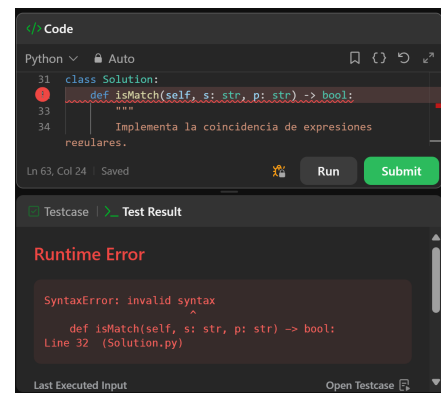 </> Code
Python Auto
31 class Solution:
def isMatch(self, s: str, p: str) -> bool:
33 """
34 Implementa la coincidencia de expresiones
regulares.
Ln 63, Col 24 | Saved
Run
Submit
Testcase | >_ Test Result
Runtime Error
SyntaxError: invalid syntax
^
def isMatch(self, s: str, p: str) -> bool:
Line 32 (Solution.py)
Last Executed Input
Open Testcase